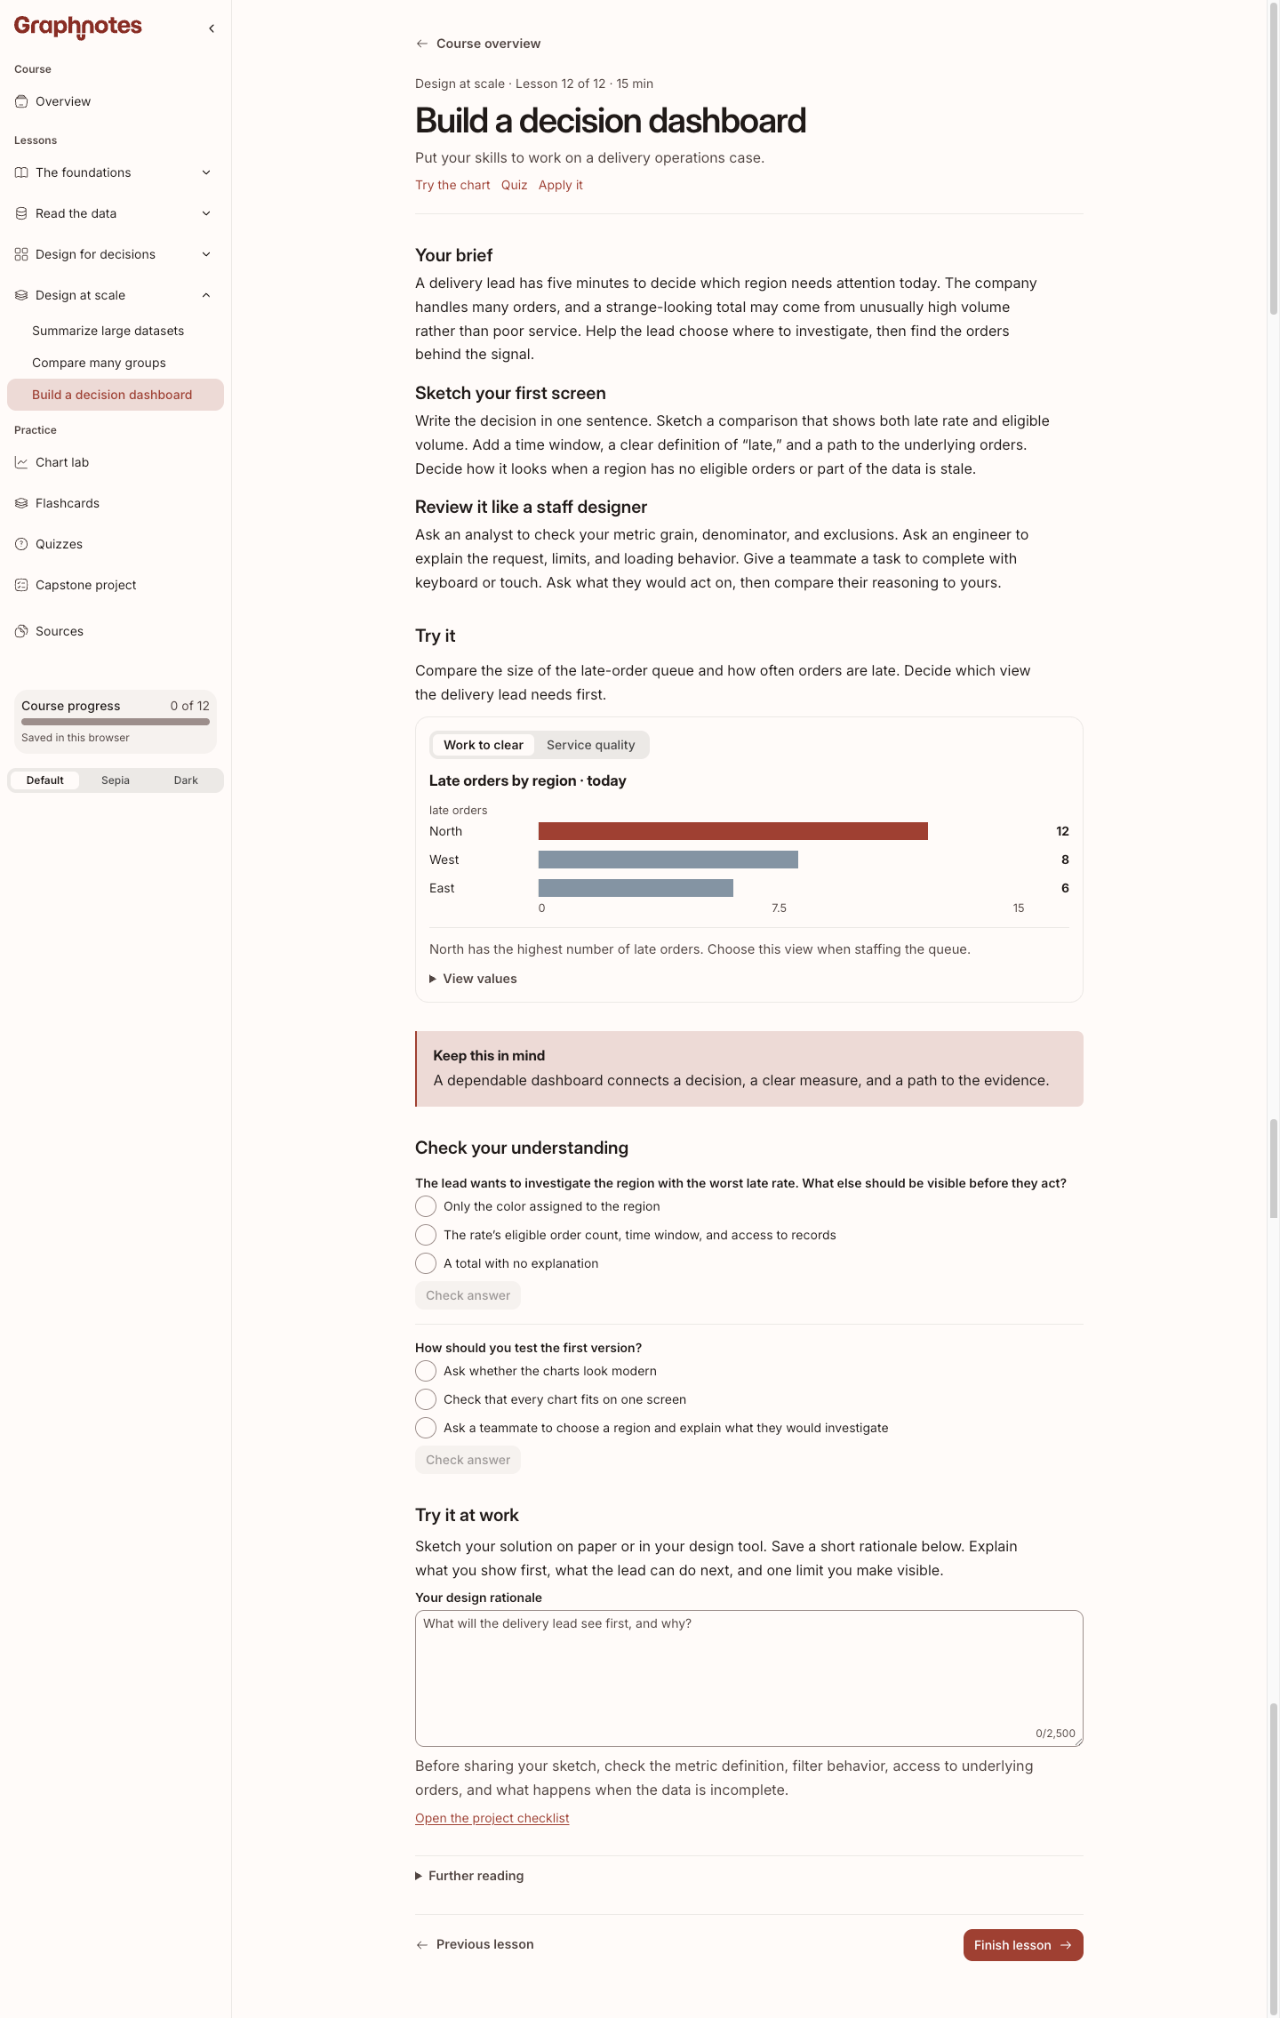 Graphnotes
Course
Overview
Lessons
The foundations
Read the data
Design for decisions
Design at scale
Summarize large datasets
Compare many groups
Build a decision dashboard
Practice
Chart lab
Flashcards
Quizzes
Capstone project
Sources
Course progress 0 of 12
Saved in this browser
Default Sepia Dark
← Course overview
Design at scale · Lesson 12 of 12 · 15 min
Build a decision dashboard
Put your skills to work on a delivery operations case.
Try the chart Quiz Apply it
Your brief
A delivery lead has five minutes to decide which region needs attention today. The company
handles many orders, and a strange-looking total may come from unusually high volume
rather than poor service. Help the lead choose where to investigate, then find the orders
behind the signal.
Sketch your first screen
Write the decision in one sentence. Sketch a comparison that shows both late rate and eligible
volume. Add a time window, a clear definition of “late,” and a path to the underlying orders.
Decide how it looks when a region has no eligible orders or part of the data is stale.
Review it like a staff designer
Ask an analyst to check your metric grain, denominator, and exclusions. Ask an engineer to
explain the request, limits, and loading behavior. Give a teammate a task to complete with
keyboard or touch. Ask what they would act on, then compare their reasoning to yours.
Try it
Compare the size of the late-order queue and how often orders are late. Decide which view
the delivery lead needs first.
Work to clear Service quality
Late orders by region · today
late orders
North 12
West 8
East 6
0 7.5 15
North has the highest number of late orders. Choose this view when staffing the queue.
View values
Keep this in mind
A dependable dashboard connects a decision, a clear measure, and a path to the evidence.
Check your understanding
The lead wants to investigate the region with the worst late rate. What else should be visible before they act?
Only the color assigned to the region
The rate’s eligible order count, time window, and access to records
A total with no explanation
Check answer
How should you test the first version?
Ask whether the charts look modern
Check that every chart fits on one screen
Ask a teammate to choose a region and explain what they would investigate
Check answer
Try it at work
Sketch your solution on paper or in your design tool. Save a short rationale below. Explain
what you show first, what the lead can do next, and one limit you make visible.
Your design rationale
What will the delivery lead see first, and why?
0/2,500
Before sharing your sketch, check the metric definition, filter behavior, access to underlying
orders, and what happens when the data is incomplete.
Open the project checklist
Further reading
← Previous lesson
Finish lesson →